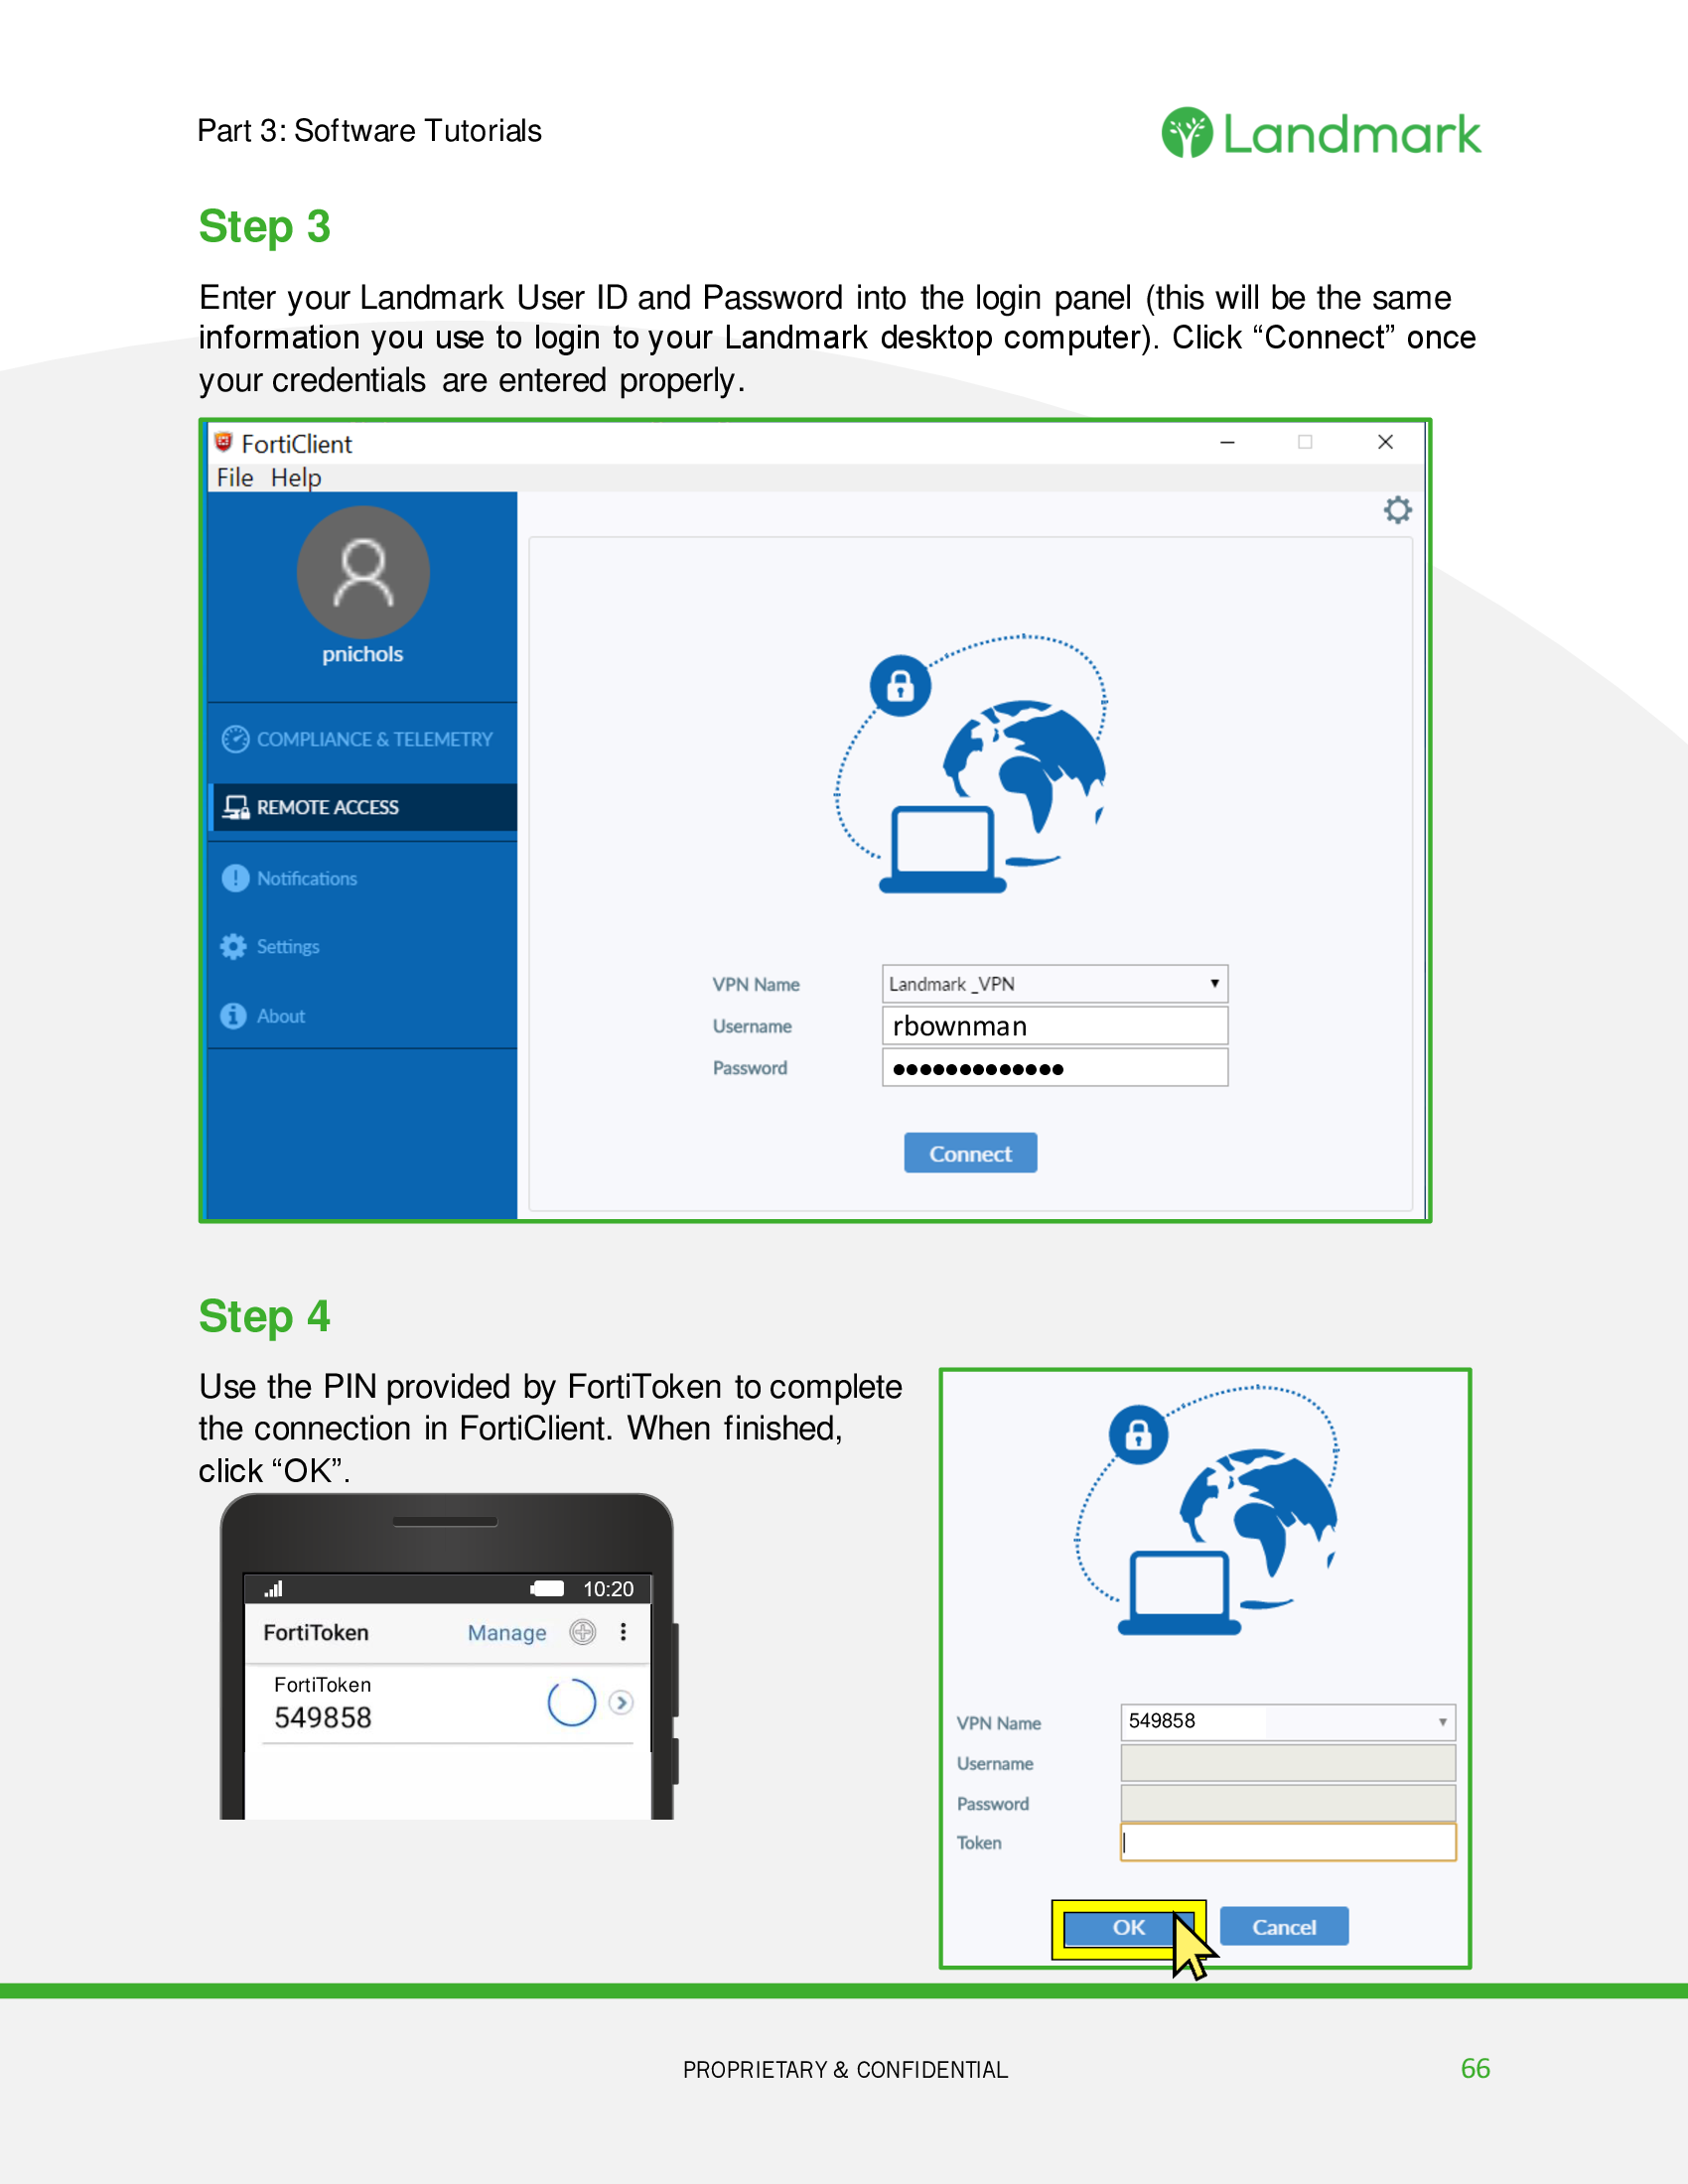 Part 3: Software Tutorials
Landmark
Step 3
Enter your Landmark User ID and Password into the login panel (this will be the same
information you use to login to your Landmark desktop computer). Click “Connect” once
your credentials are entered properly.
FortiClient
File Help
pnichols
COMPLIANCE & TELEMETRY
REMOTE ACCESS
Notifications
Settings
About
VPN Name Landmark _VPN
Username rbownman
Password
Connect
Step 4
Use the PIN provided by FortiToken to complete
the connection in FortiClient. When finished,
click “OK”.
10:20
FortiToken Manage
FortiToken
549858
VPN Name 549858
Username
Password
Token
OK Cancel
PROPRIETARY & CONFIDENTIAL 66